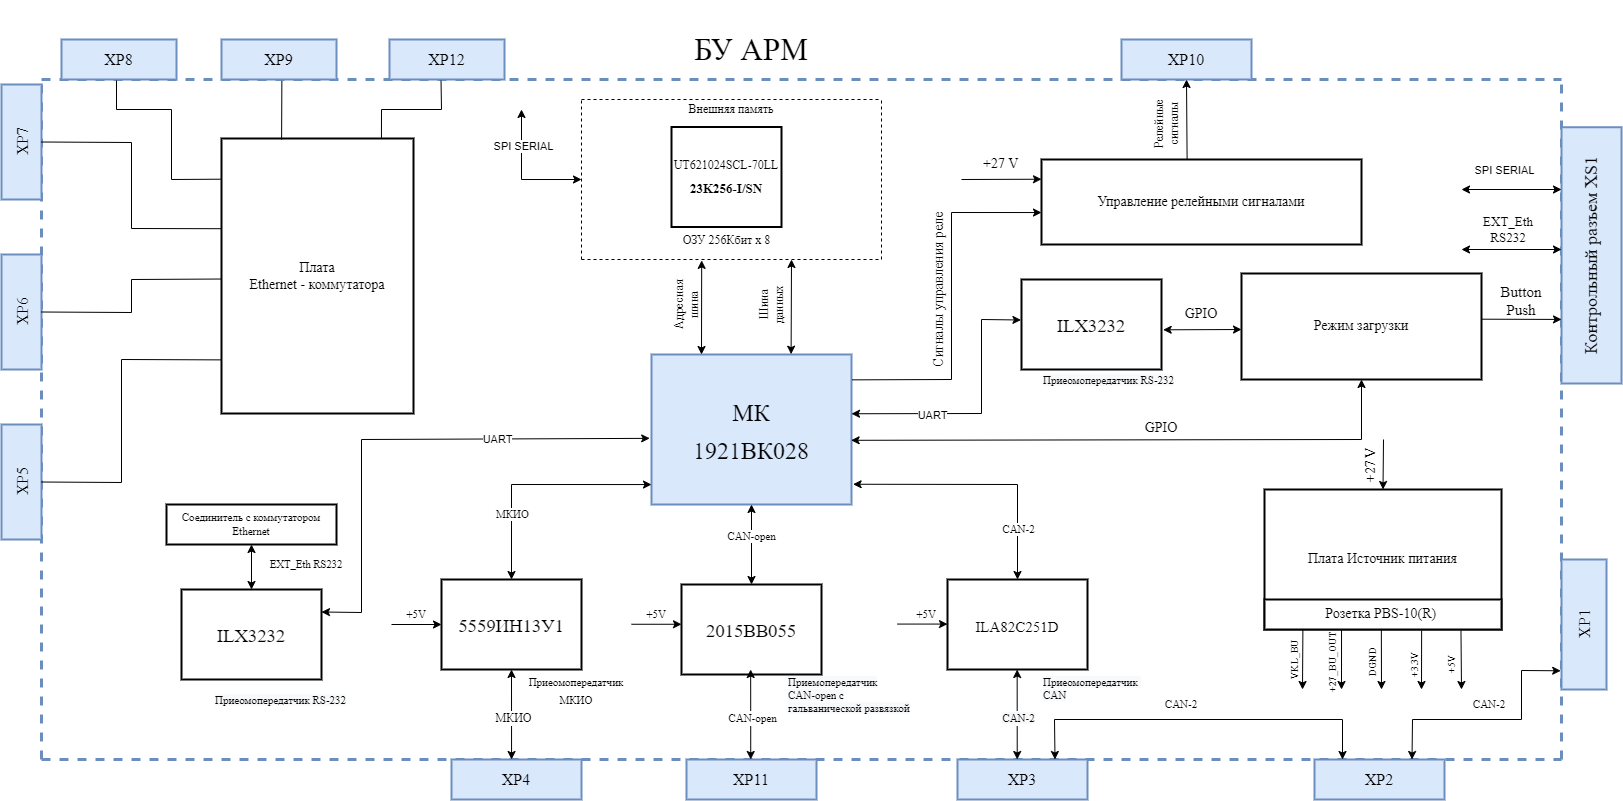 БУ АРМ
XP8
XP9
XP12
XP10
XP7
XP6
XP5
Контрольный разъем XS1
XP1
Внешняя память
UT621024SCL-70LL
23K256-I/SN
ОЗУ 256Кбит x 8
SPI SERIAL
Релейные
сигналы
+27 V
Управление релейными сигналами
SPI SERIAL
EXT_Eth
RS232
Плата
Ethernet - коммутатора
Адресная
шина
Шина
данных
Сигналы управления реле
ILX3232
Приеомопередатчик RS-232
GPIO
Режим загрузки
Button
Push
МК
1921ВК028
UART
GPIO
UART
+27 V
Соединитель с коммутатором
Ethernet
EXT_Eth RS232
ILX3232
Приеомопередатчик RS-232
МКИО
CAN-open
CAN-2
+5V
5559ИН13У1
+5V
2015ВВ055
+5V
ILA82C251D
Плата Источник питания
Розетка PBS-10(R)
VKL_BU
+27_BU_OUT
DGND
+3.3V
+5V
Приеомопередатчик
МКИО
Приеомопередатчик
CAN-open с
гальванической развязкой
Приеомопередатчик
CAN
МКИО
CAN-open
CAN-2
CAN-2
CAN-2
XP4
XP11
XP3
XP2